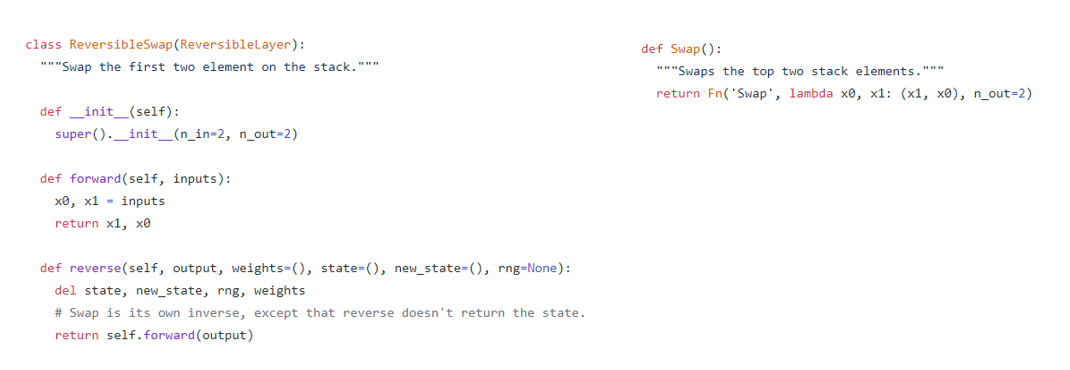 class ReversibleSwap(ReversibleLayer):
  """Swap the first two element on the stack."""

  def __init__(self):
    super().__init__(n_in=2, n_out=2)

  def forward(self, inputs):
    x0, x1 = inputs
    return x1, x0

  def reverse(self, output, weights=(), state=(), new_state=(), rng=None):
    del state, new_state, rng, weights
    # Swap is its own inverse, except that reverse doesn't return the state.
    return self.forward(output)

def Swap():
  """Swaps the top two stack elements."""
  return Fn('Swap', lambda x0, x1: (x1, x0), n_out=2)